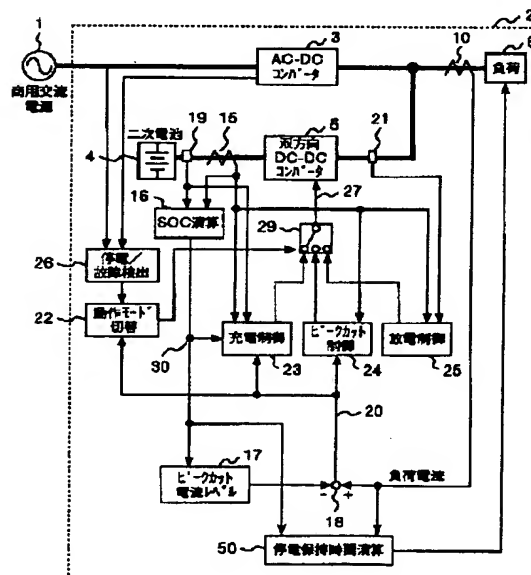 1
2
商用交流
電源
3
AC-DC
コンバータ
10
負荷
二次電池
4
19
15
5
双方向
DC-DC
コンバータ
21
27
16
SOC演算
29
26
停電/
故障検出
22
動作モード
切替
30
充電制御
23
ピークカット
制御
24
放電制御
25
20
17
ピークカット
電流レベル
-
+
18
負荷電流
50
停電保持時間演算